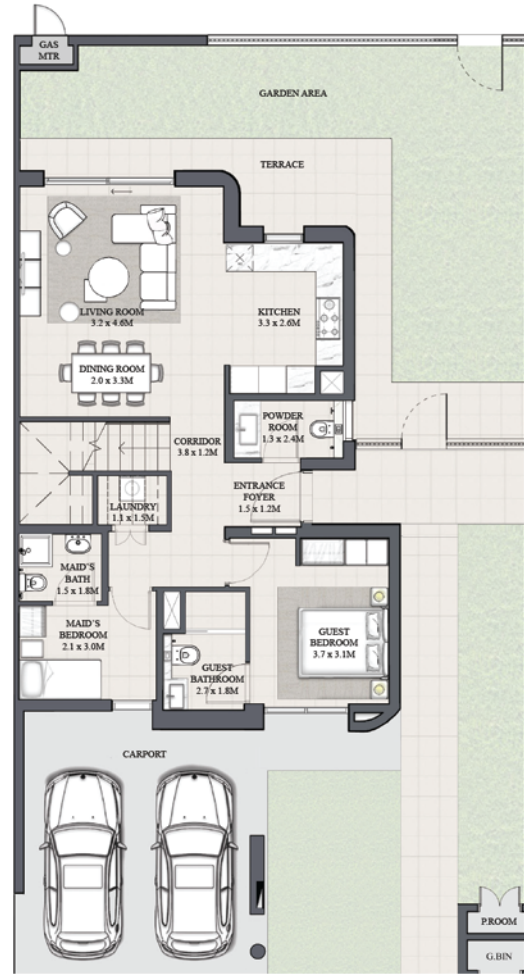 GAS
MTR
GARDEN AREA
TERRACE
LIVING ROOM
3.2 x 4.6M
KITCHEN
3.3 x 2.6M
DINING ROOM
2.0 x 3.3M
POWDER
ROOM
1.3 x 2.4M
CORRIDOR
3.8 x 1.2M
ENTRANCE
FOYER
1.5 x 1.2M
LAUNDRY
1.1 x 1.5M
MAID'S
BATH
1.5 x 1.8M
MAID'S
BEDROOM
2.1 x 3.0M
GUEST
BEDROOM
3.7 x 3.1M
GUEST
BATHROOM
2.7 x 1.8M
CARPORT
P.ROOM
G.BIN